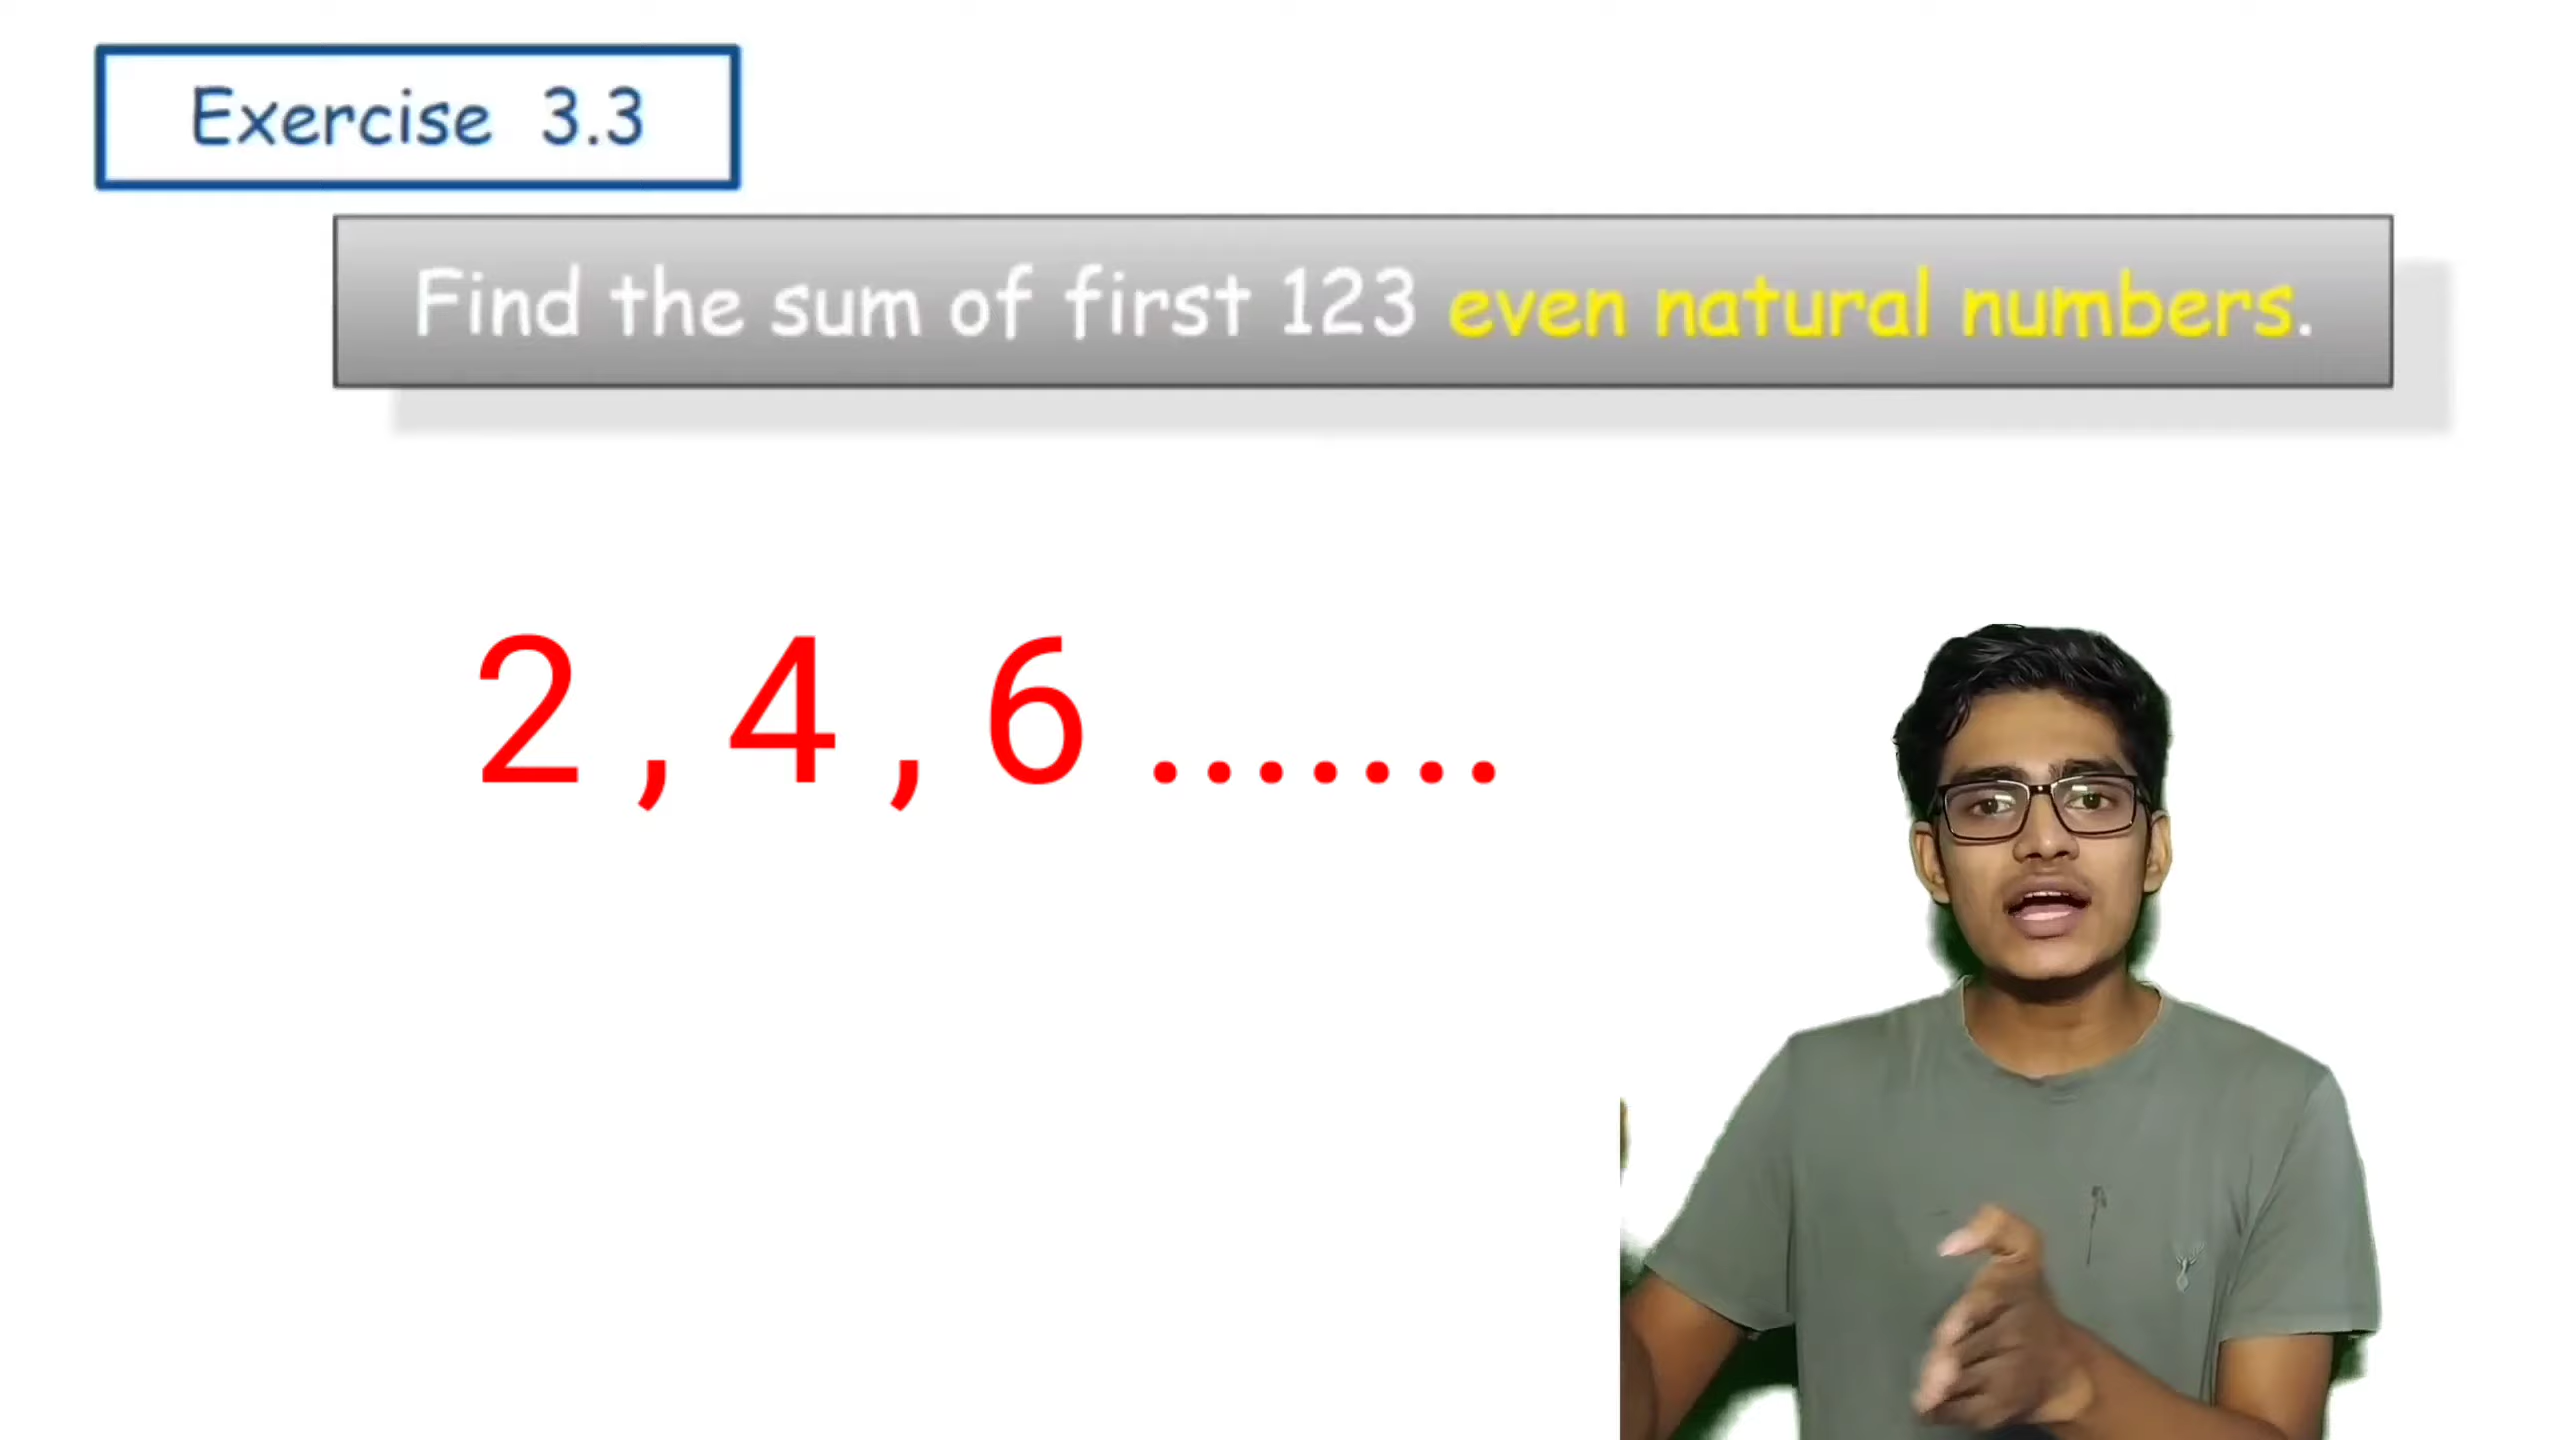 Exercise 3.3
Find the sum of first 123 even natural numbers.
2 , 4 , 6 .......